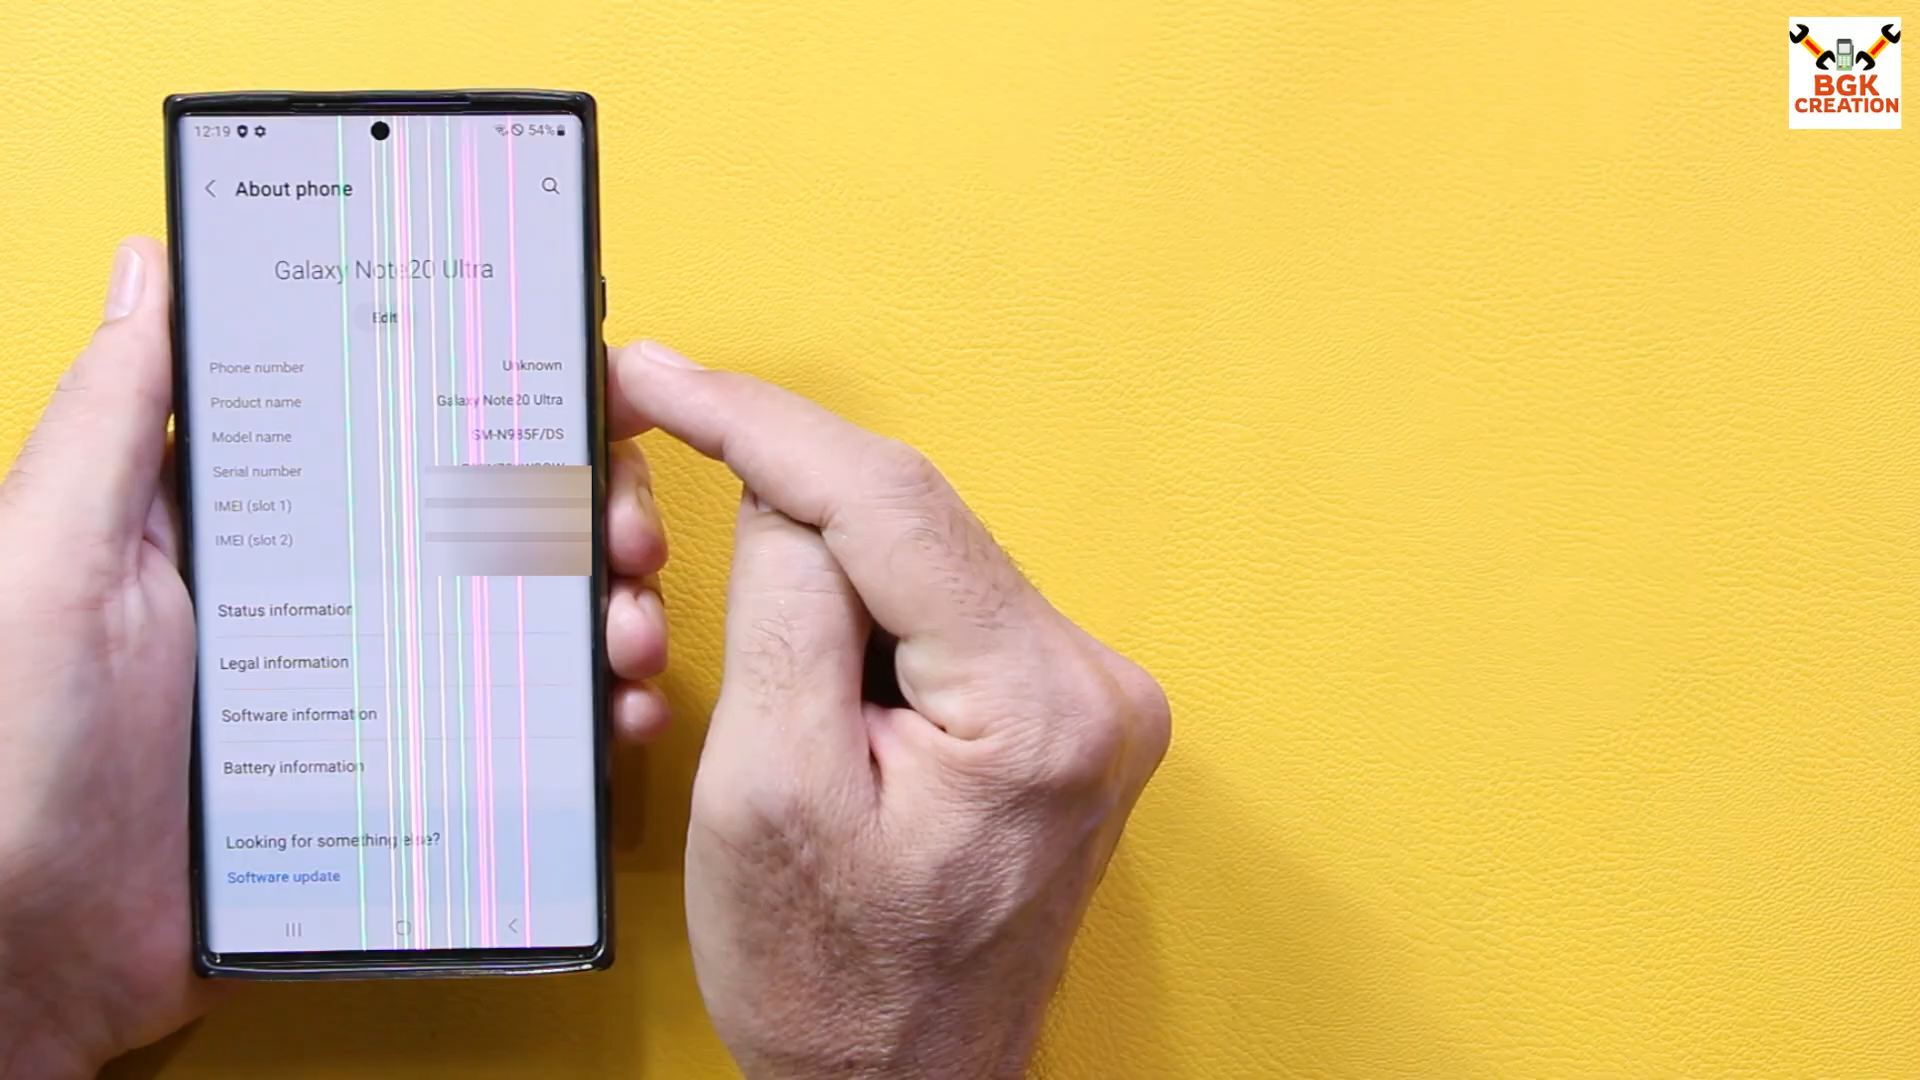 12:19
54%
About phone
Galaxy Note20 Ultra
Edit
Phone number Unknown
Product name Galaxy Note20 Ultra
Model name SM-N985F/DS
Serial number
IMEI (slot 1)
IMEI (slot 2)
Status information
Legal information
Software information
Battery information
Looking for something else?
Software update
BGK
CREATION